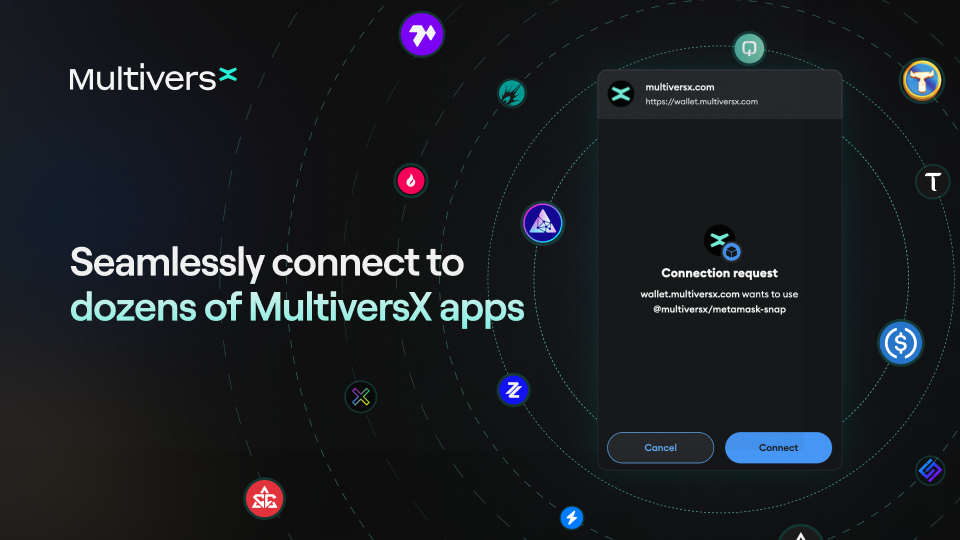 MultiversX
Seamlessly connect to
dozens of MultiversX apps
multiversx.com
https://wallet.multiversx.com
Connection request
wallet.multiversx.com wants to use
@multiversx/metamask-snap
Cancel
Connect